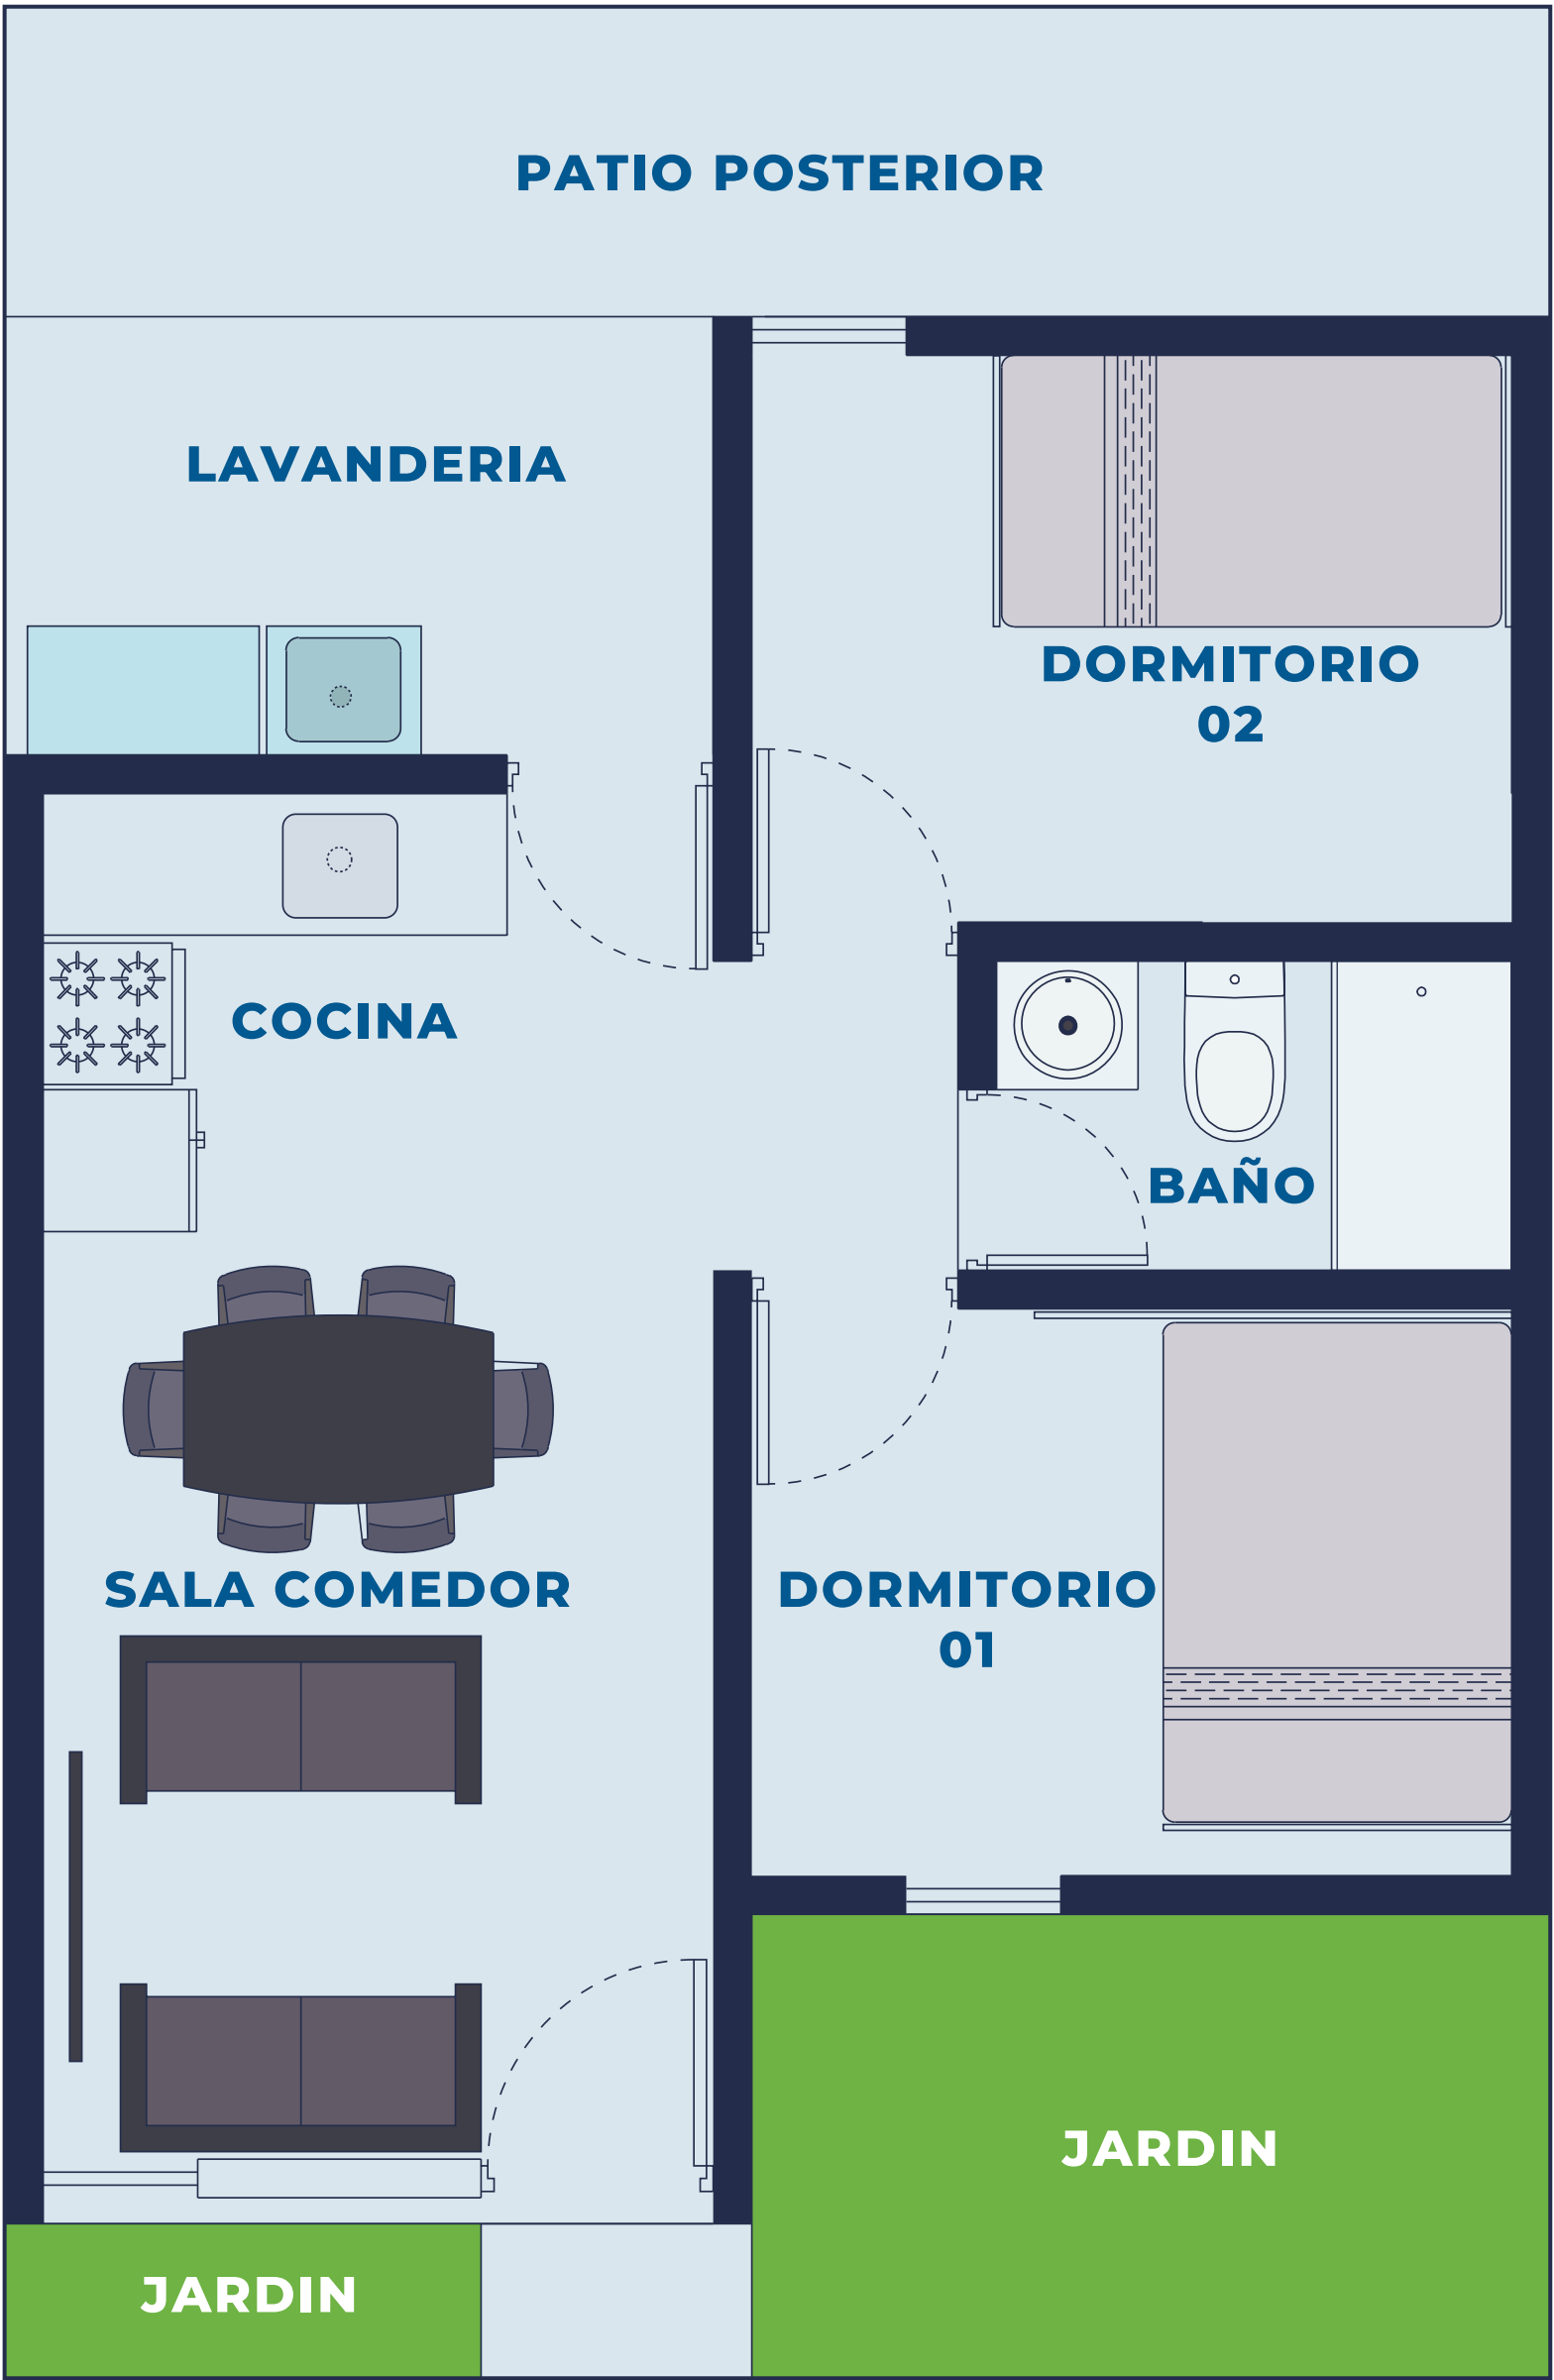 PATIO POSTERIOR
LAVANDERIA
DORMITORIO
02
COCINA
BAÑO
SALA COMEDOR
DORMITORIO
01
JARDIN
JARDIN